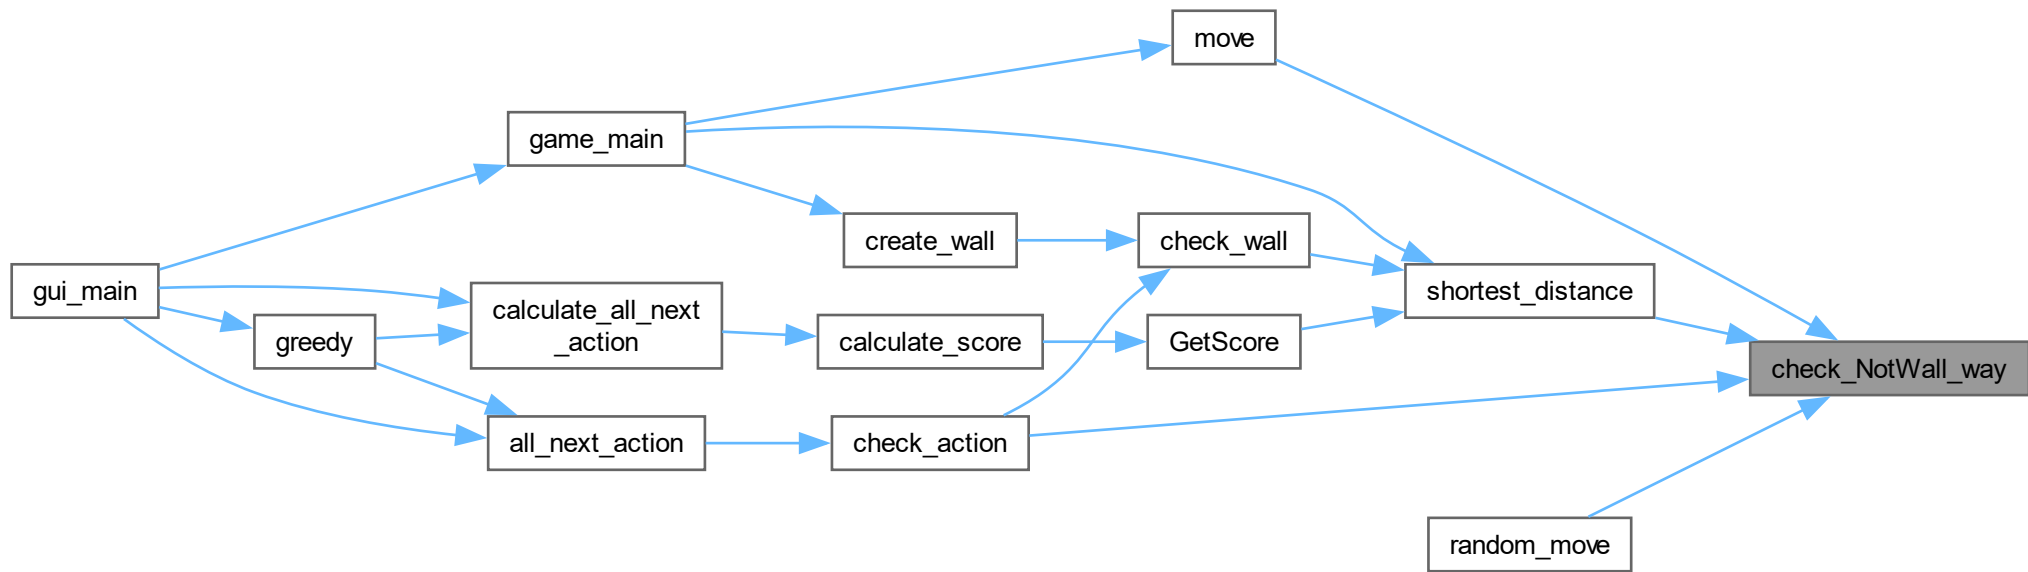 move
game_main
create_wall
check_wall
gui_main
shortest_distance
calculate_all_next
_action
greedy
calculate_score
GetScore
check_NotWall_way
all_next_action
check_action
random_move